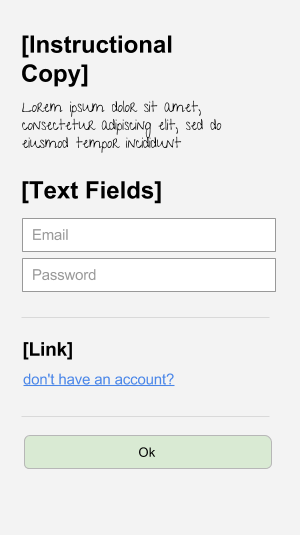 [Instructional
Copy]
Lorem ipsum dolor sit amet,
consectetur adipiscing elit, sed do
eiusmod tempor incididunt
[Text Fields]
Email
Password
[Link]
don't have an account?
Ok